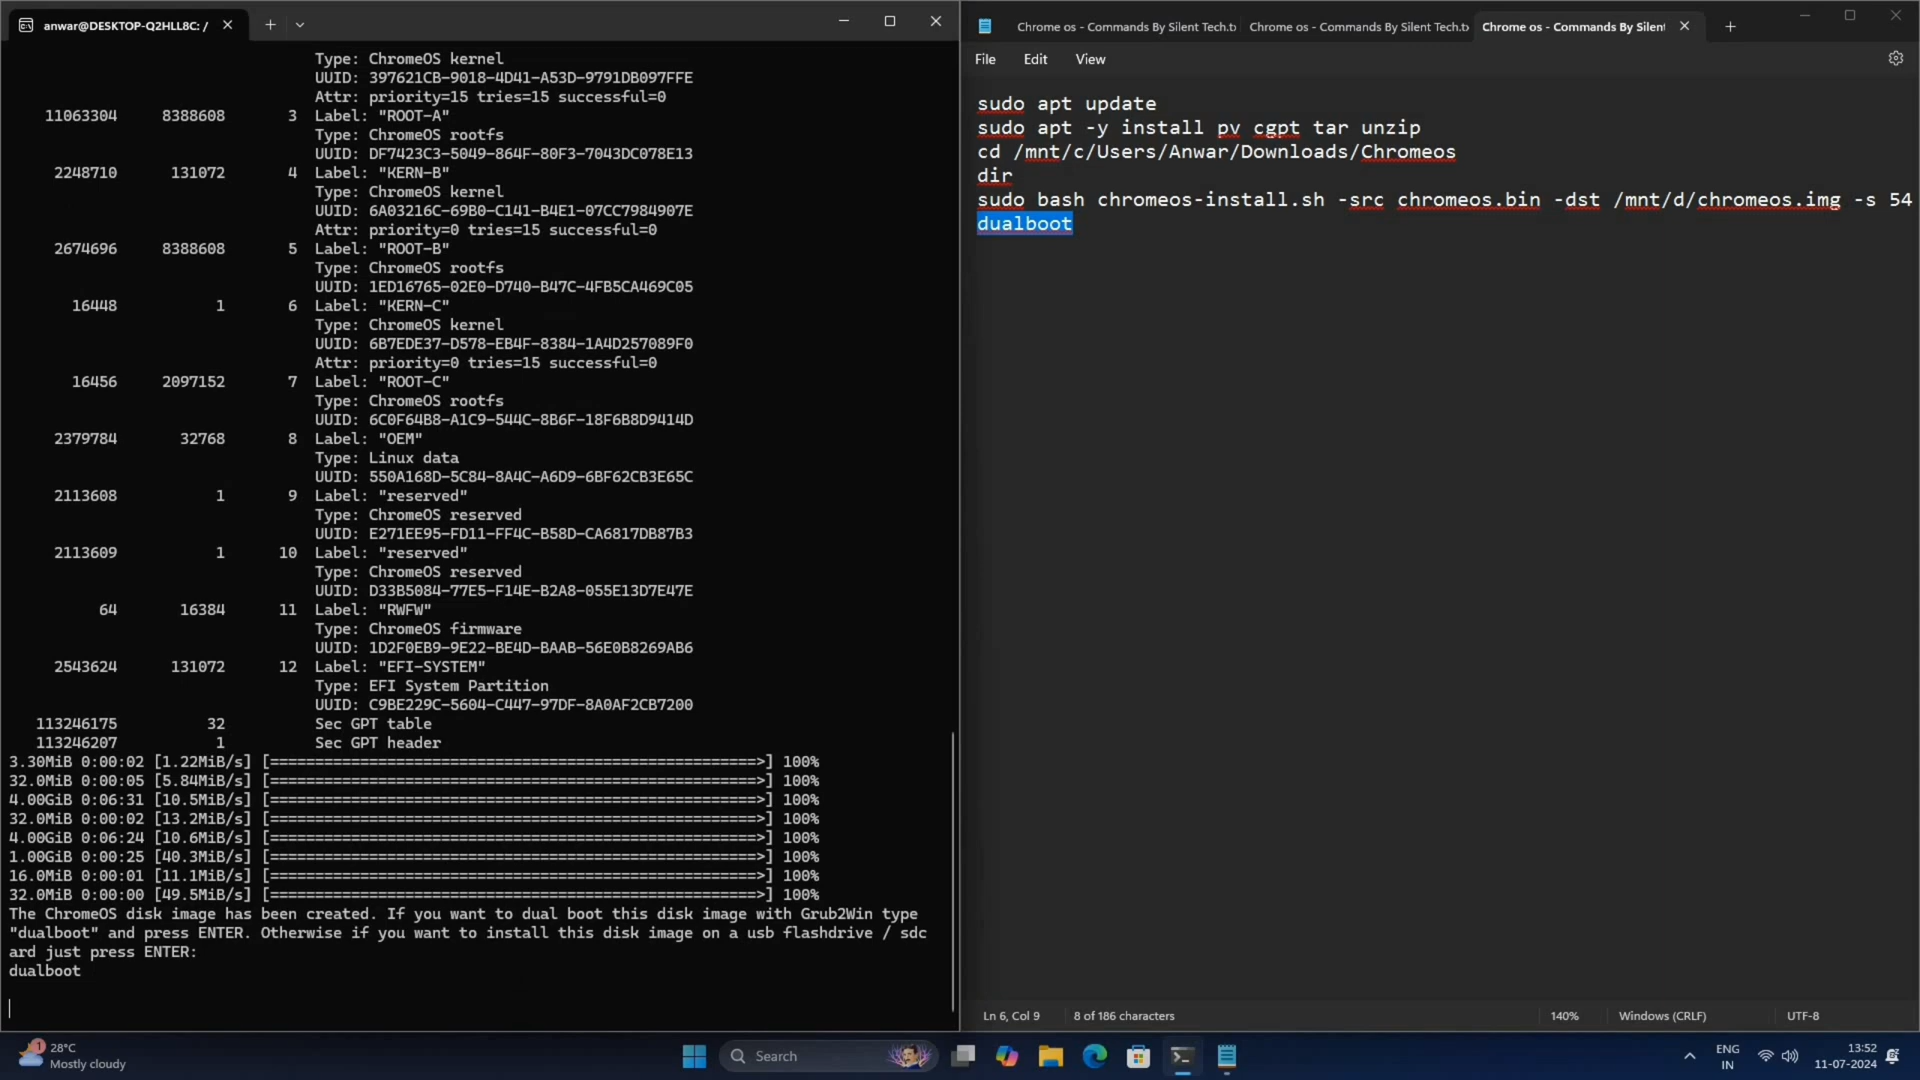 anwar@DESKTOP-Q2HLL8C: /
Type: ChromeOS kernel
UUID: 397621CB-9018-4D41-A53D-9791DB097FFE
Attr: priority=15 tries=15 successful=0
11063304 8388608 3 Label: "ROOT-A"
Type: ChromeOS rootfs
UUID: DF7423C3-5049-864F-80F3-7043DC078E13
2248710 131072 4 Label: "KERN-B"
Type: ChromeOS kernel
UUID: 6A03216C-69B0-C141-B4E1-07CC7984907E
Attr: priority=0 tries=15 successful=0
2674696 8388608 5 Label: "ROOT-B"
Type: ChromeOS rootfs
UUID: 1ED16765-02E0-D740-B47C-4FB5CA469C05
16448 1 6 Label: "KERN-C"
Type: ChromeOS kernel
UUID: 6B7EDE37-D578-EB4F-8384-1A4D257089F0
Attr: priority=0 tries=15 successful=0
16456 2097152 7 Label: "ROOT-C"
Type: ChromeOS rootfs
UUID: 6C0F64B8-A1C9-544C-8B6F-18F6B8D9414D
2379784 32768 8 Label: "OEM"
Type: Linux data
UUID: 550A168D-5C84-8A4C-A6D9-6BF62CB3E65C
2113608 1 9 Label: "reserved"
Type: ChromeOS reserved
UUID: E271EE95-FD11-FF4C-B58D-CA6817DB87B3
2113609 1 10 Label: "reserved"
Type: ChromeOS reserved
UUID: D33B5084-77E5-F14E-B2A8-055E13D7E47E
64 16384 11 Label: "RWFW"
Type: ChromeOS firmware
UUID: 1D2F0EB9-9E22-BE4D-BAAB-56E0B8269AB6
2543624 131072 12 Label: "EFI-SYSTEM"
Type: EFI System Partition
UUID: C9BE229C-5604-C447-97DF-8A0AF2CB7200
113246175 32 Sec GPT table
113246207 1 Sec GPT header
3.30MiB 0:00:02 [1.22MiB/s] [======================================================>] 100%
32.0MiB 0:00:05 [5.84MiB/s] [======================================================>] 100%
4.00GiB 0:06:31 [10.5MiB/s] [======================================================>] 100%
32.0MiB 0:00:02 [13.2MiB/s] [======================================================>] 100%
4.00GiB 0:06:24 [10.6MiB/s] [======================================================>] 100%
1.00GiB 0:00:25 [40.3MiB/s] [======================================================>] 100%
16.0MiB 0:00:01 [11.1MiB/s] [======================================================>] 100%
32.0MiB 0:00:00 [49.5MiB/s] [======================================================>] 100%
The ChromeOS disk image has been created. If you want to dual boot this disk image with Grub2Win type
"dualboot" and press ENTER. Otherwise if you want to install this disk image on a usb flashdrive / sdc
ard just press ENTER:
dualboot
Chrome os - Commands By Silent Tech.t Chrome os - Commands By Silent Tech.t Chrome os - Commands By Silent
File Edit View
sudo apt update
sudo apt -y install pv cgpt tar unzip
cd /mnt/c/Users/Anwar/Downloads/Chromeos
dir
sudo bash chromeos-install.sh -src chromeos.bin -dst /mnt/d/chromeos.img -s 54
dualboot
Ln 6, Col 9 8 of 186 characters 140% Windows (CRLF) UTF-8
1
28°C
Mostly cloudy
Search
ENG
IN
13:52
11-07-2024